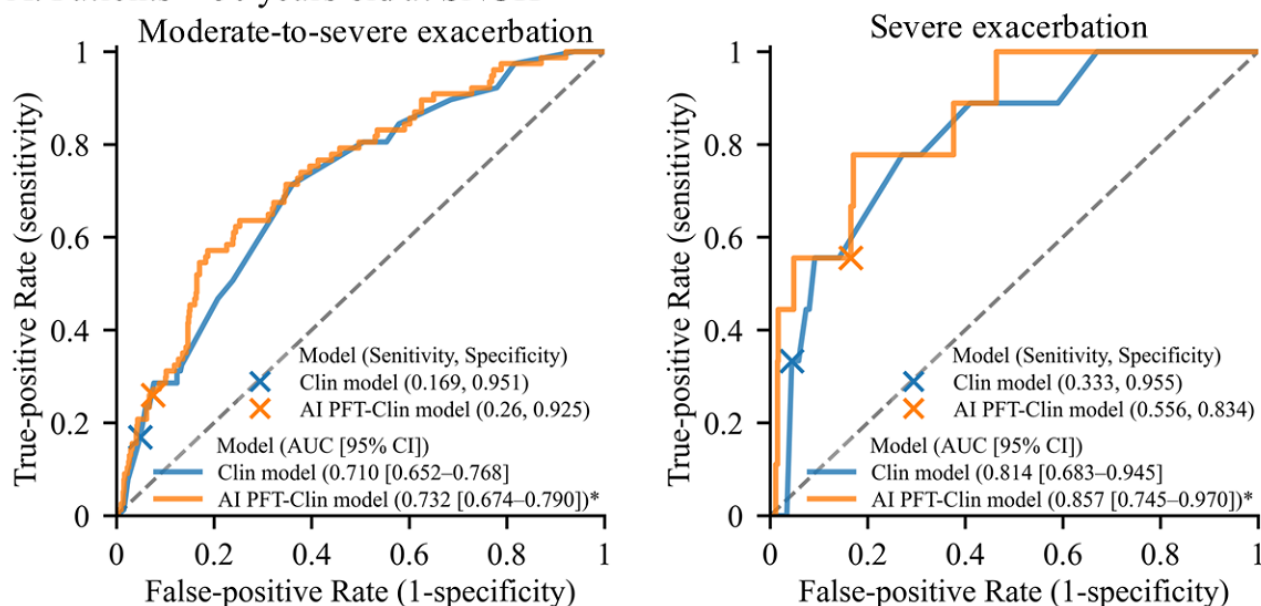 Moderate-to-severe exacerbation
True-positive Rate (sensitivity)
1
0.8
0.6
0.4
0.2
0
Model (Senitivity, Specificity)
Clin model (0.169, 0.951)
AI PFT-Clin model (0.26, 0.925)
Model (AUC [95% CI])
Clin model (0.710 [0.652–0.768]
AI PFT-Clin model (0.732 [0.674–0.790])*
0 0.2 0.4 0.6 0.8 1
False-positive Rate (1-specificity)
Severe exacerbation
True-positive Rate (sensitivity)
1
0.8
0.6
0.4
0.2
0
Model (Senitivity, Specificity)
Clin model (0.333, 0.955)
AI PFT-Clin model (0.556, 0.834)
Model (AUC [95% CI])
Clin model (0.814 [0.683–0.945]
AI PFT-Clin model (0.857 [0.745–0.970])*
0 0.2 0.4 0.6 0.8 1
False-positive Rate (1-specificity)